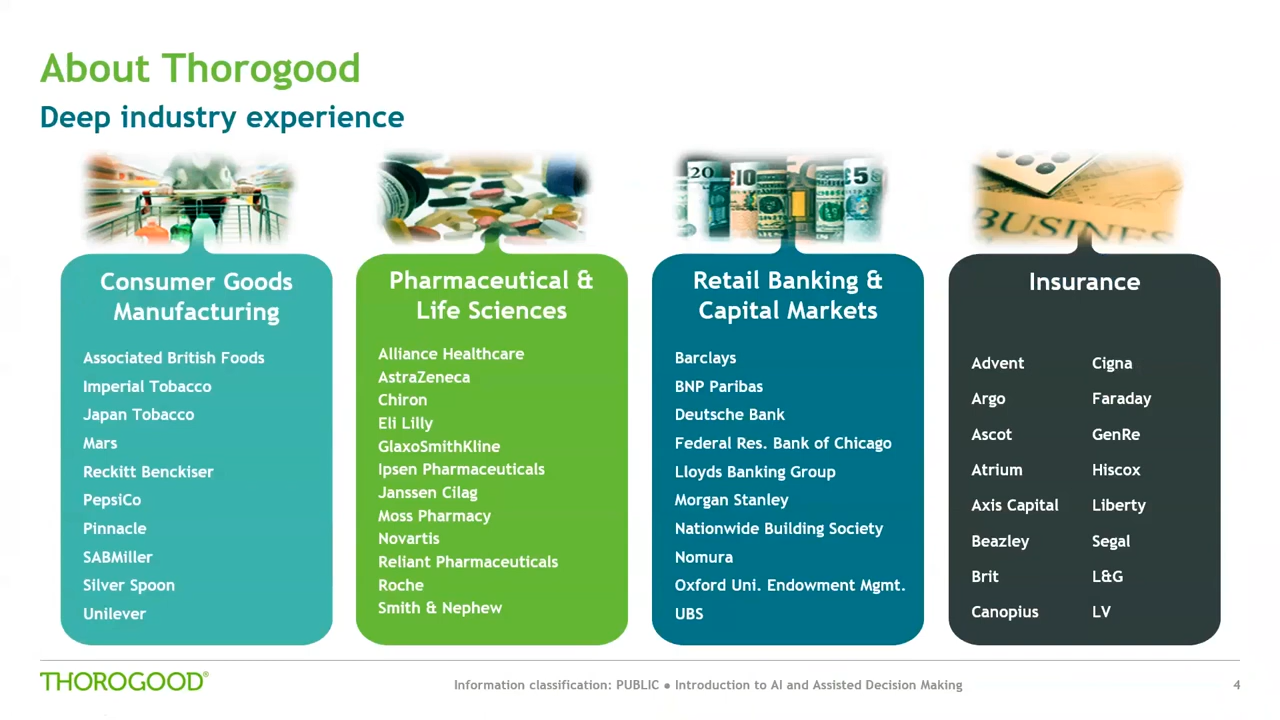 About Thorogood
Deep industry experience
20
£10
£5
BUSINESS
Consumer Goods
Manufacturing
Associated British Foods
Imperial Tobacco
Japan Tobacco
Mars
Reckitt Benckiser
PepsiCo
Pinnacle
SABMiller
Silver Spoon
Unilever
Pharmaceutical &
Life Sciences
Alliance Healthcare
AstraZeneca
Chiron
Eli Lilly
GlaxoSmithKline
Ipsen Pharmaceuticals
Janssen Cilag
Moss Pharmacy
Novartis
Reliant Pharmaceuticals
Roche
Smith & Nephew
Retail Banking &
Capital Markets
Barclays
BNP Paribas
Deutsche Bank
Federal Res. Bank of Chicago
Lloyds Banking Group
Morgan Stanley
Nationwide Building Society
Nomura
Oxford Uni. Endowment Mgmt.
UBS
Insurance
Advent
Argo
Ascot
Atrium
Axis Capital
Beazley
Brit
Canopius
Cigna
Faraday
GenRe
Hiscox
Liberty
Segal
L&G
LV
THOROGOOD®
Information classification: PUBLIC ● Introduction to AI and Assisted Decision Making
4